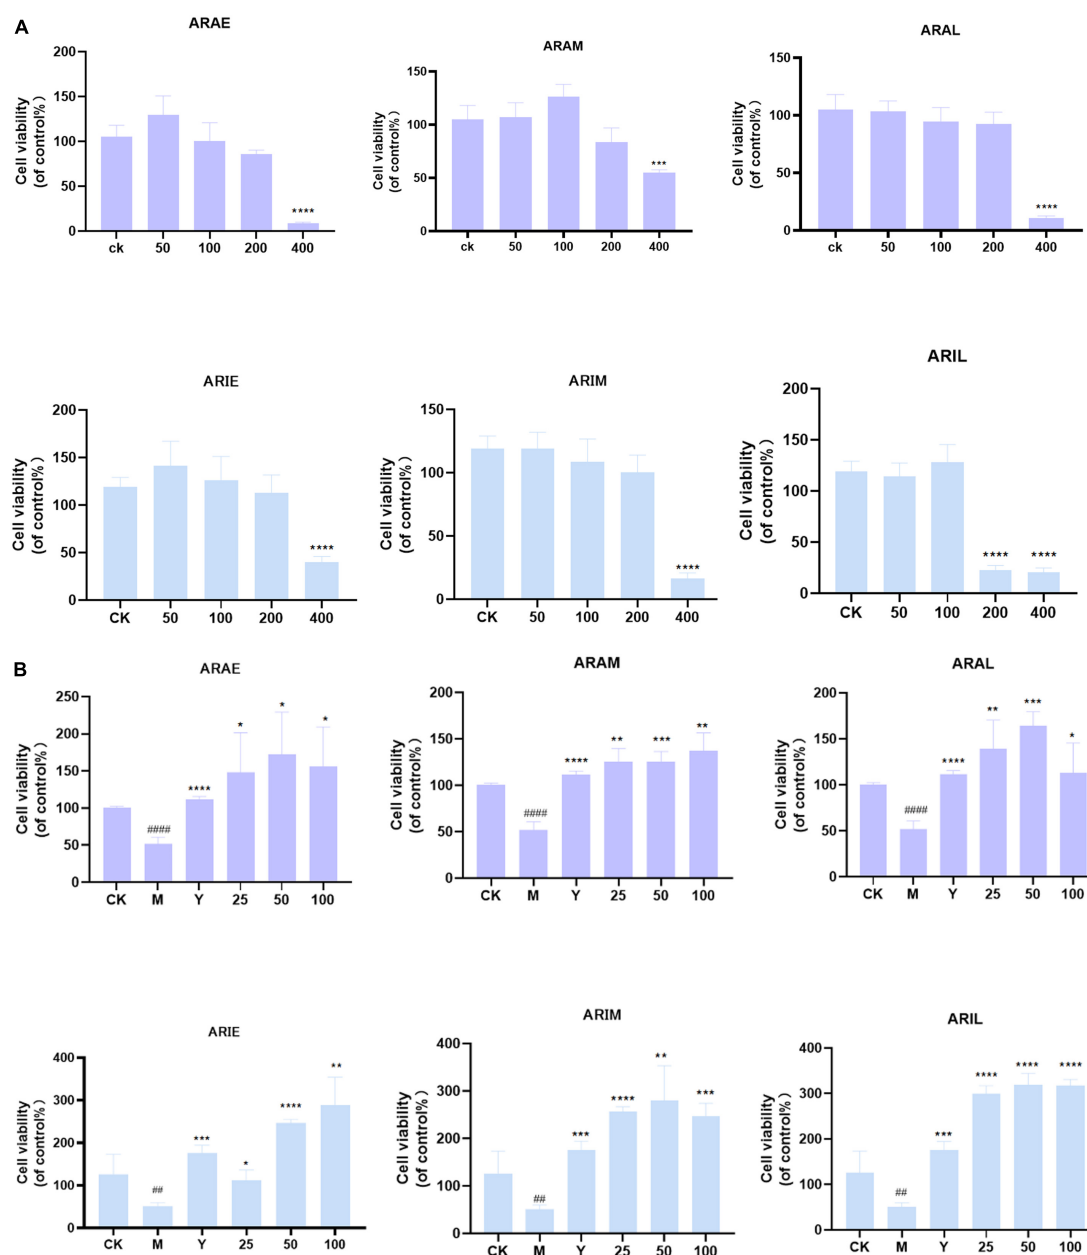 A
ARAE
Cell viability
(of control%)
200
150
100
50
0
ck 50 100 200 400
****
ARAM
Cell viability
(of control%)
150
100
50
0
ck 50 100 200 400
***
ARAL
Cell viability
(of control%)
150
100
50
0
ck 50 100 200 400
****
ARIE
Cell viability
(of control%)
200
150
100
50
0
CK 50 100 200 400
****
ARIM
Cell viability
(of control%)
150
100
50
0
CK 50 100 200 400
****
ARIL
Cell viability
(of control%)
200
150
100
50
0
CK 50 100 200 400
**** ****
B
ARAE
Cell viability
(of control%)
250
200
150
100
50
0
CK M Y 25 50 100
#### **** * * *
ARAM
Cell viability
(of control%)
200
150
100
50
0
CK M Y 25 50 100
#### **** ** *** **
ARAL
Cell viability
(of control%)
200
150
100
50
0
CK M Y 25 50 100
#### **** ** *** *
ARIE
Cell viability
(of control%)
400
300
200
100
0
CK M Y 25 50 100
## *** * **** **
ARIM
Cell viability
(of control%)
400
300
200
100
0
CK M Y 25 50 100
## *** **** ** ***
ARIL
Cell viability
(of control%)
400
300
200
100
0
CK M Y 25 50 100
## *** **** **** ****